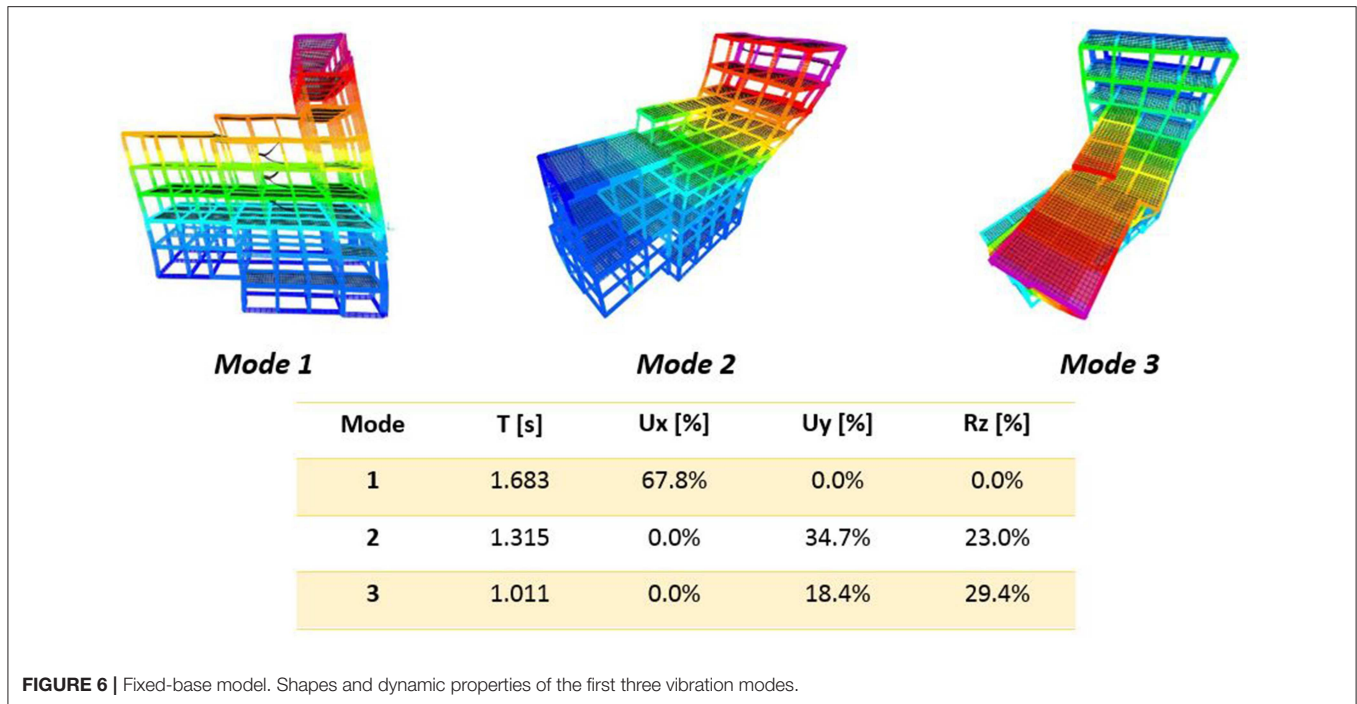 Mode 1 Mode 2 Mode 3
Mode T [s] Ux [%] Uy [%] Rz [%]
1 1.683 67.8% 0.0% 0.0%
2 1.315 0.0% 34.7% 23.0%
3 1.011 0.0% 18.4% 29.4%
FIGURE 6 | Fixed-base model. Shapes and dynamic properties of the first three vibration modes.